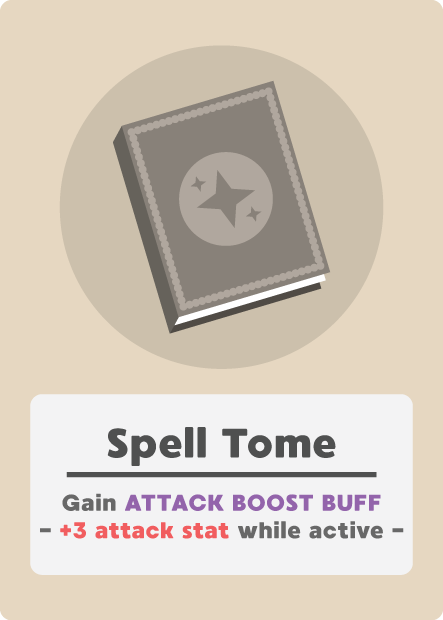 Spell Tome
Gain ATTACK BOOST BUFF
- +3 attack stat while active -